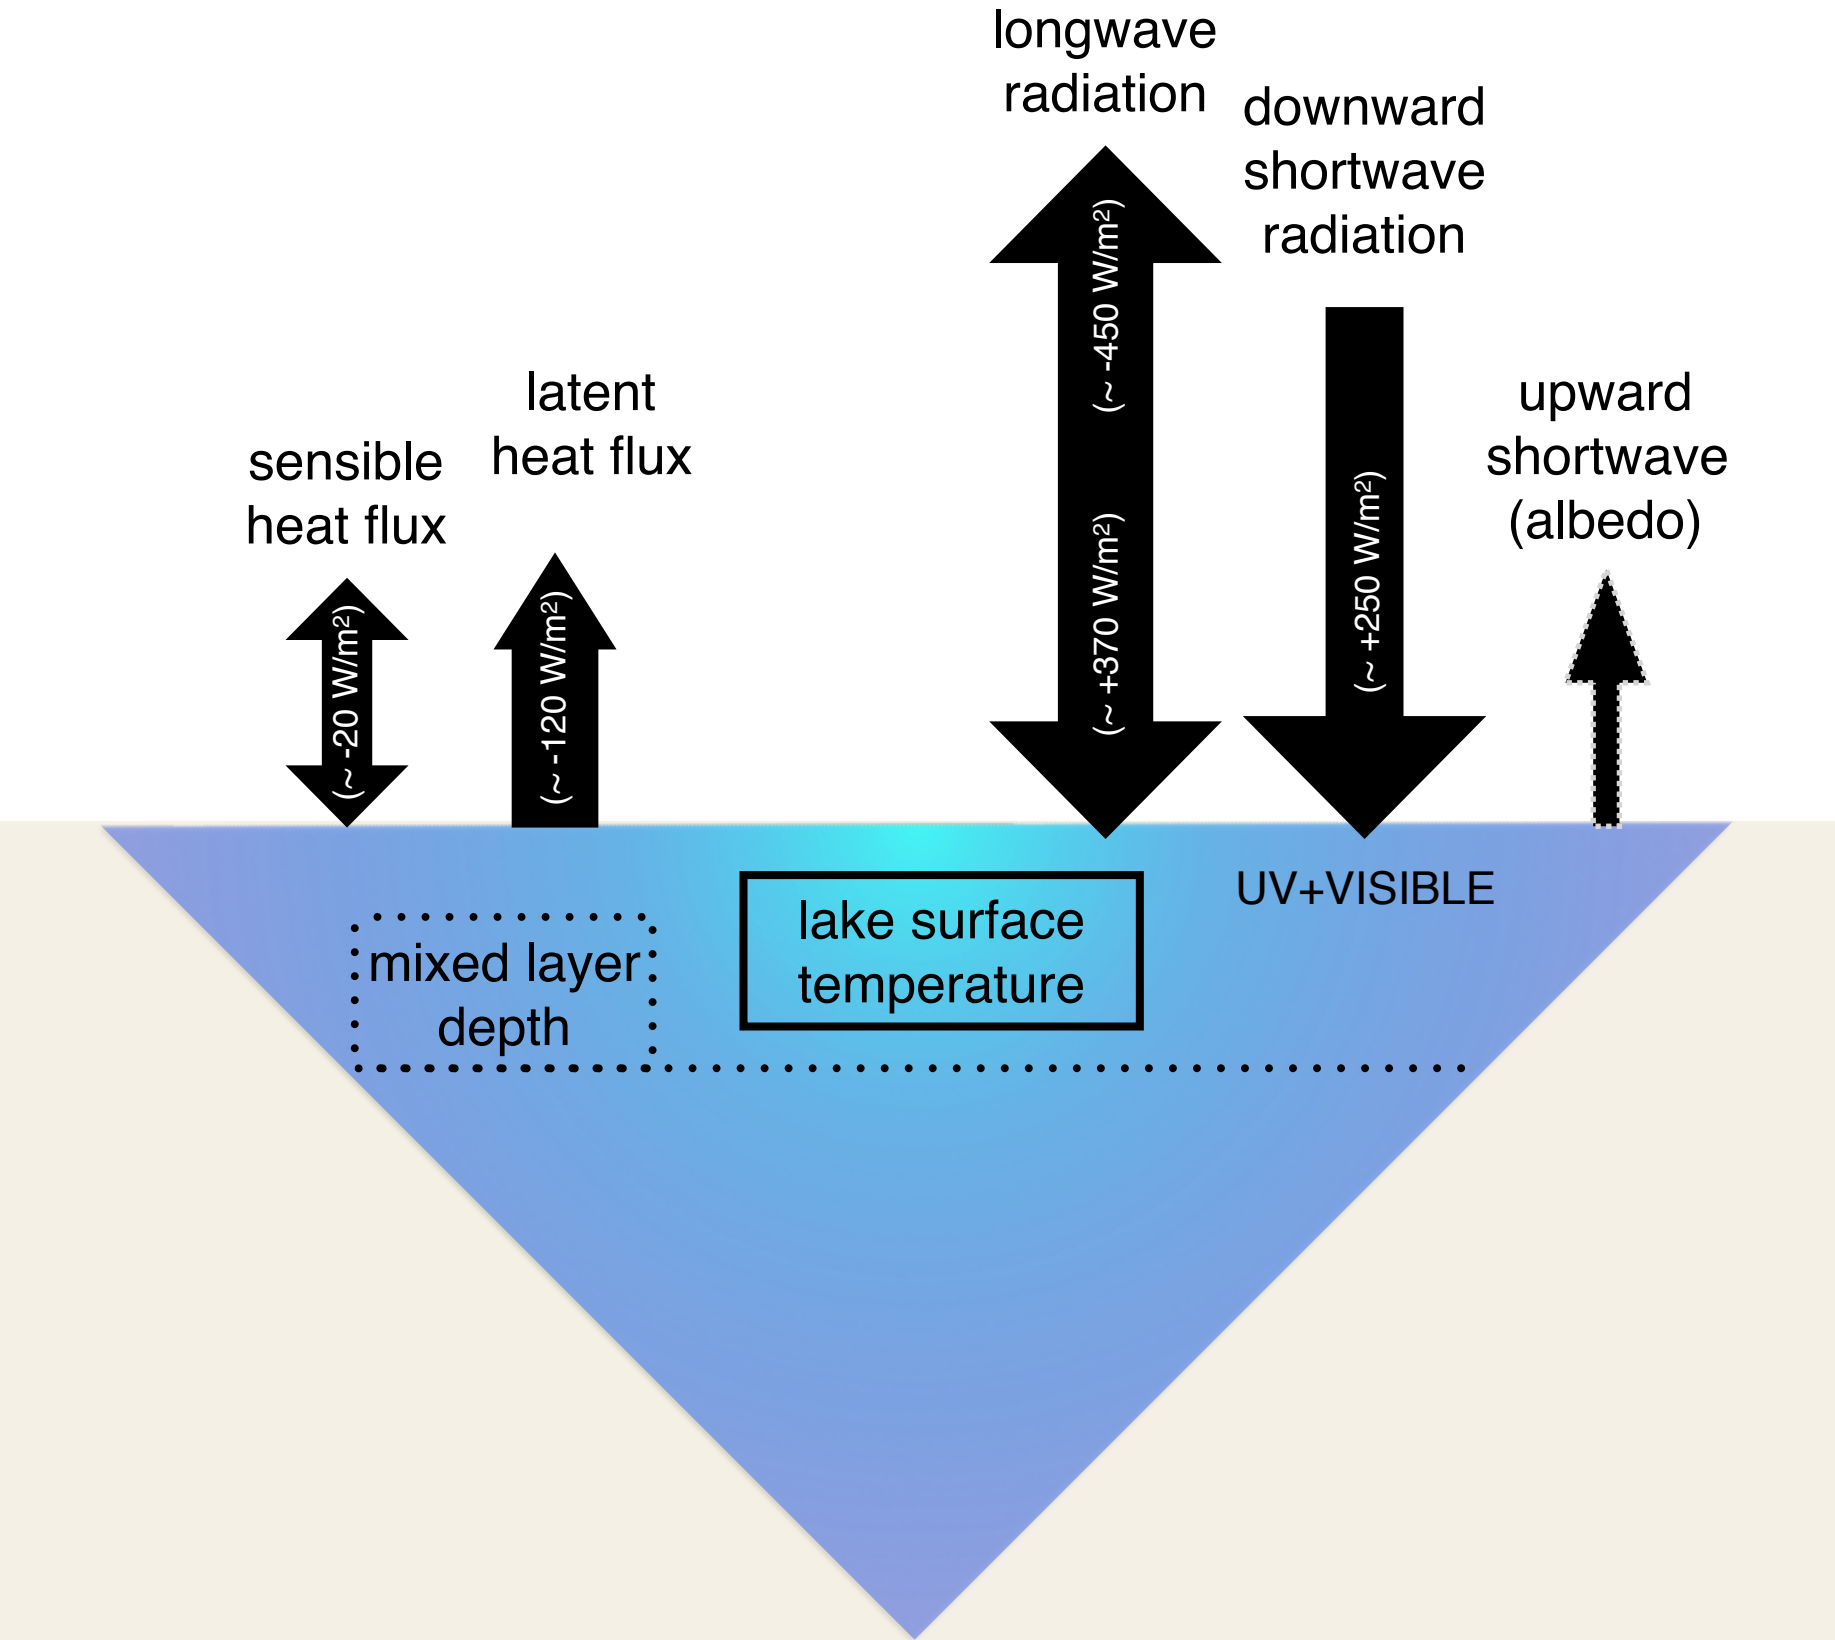 longwave
radiation
downward
shortwave
radiation
(~ -450 W/m²)
(~ +370 W/m²)
(~ +250 W/m²)
upward
shortwave
(albedo)
latent
heat flux
sensible
heat flux
(~ -20 W/m²)
(~ -120 W/m²)
UV+VISIBLE
lake surface
temperature
mixed layer
depth